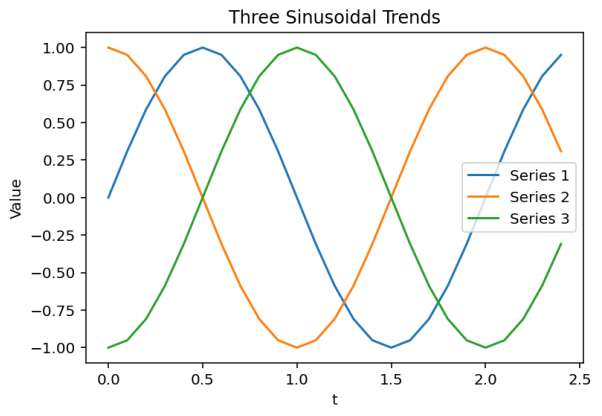 Three Sinusoidal Trends
1.00
0.75
0.50
0.25
0.00
−0.25
−0.50
−0.75
−1.00
Value
Series 1
Series 2
Series 3
0.0 0.5 1.0 1.5 2.0 2.5
t